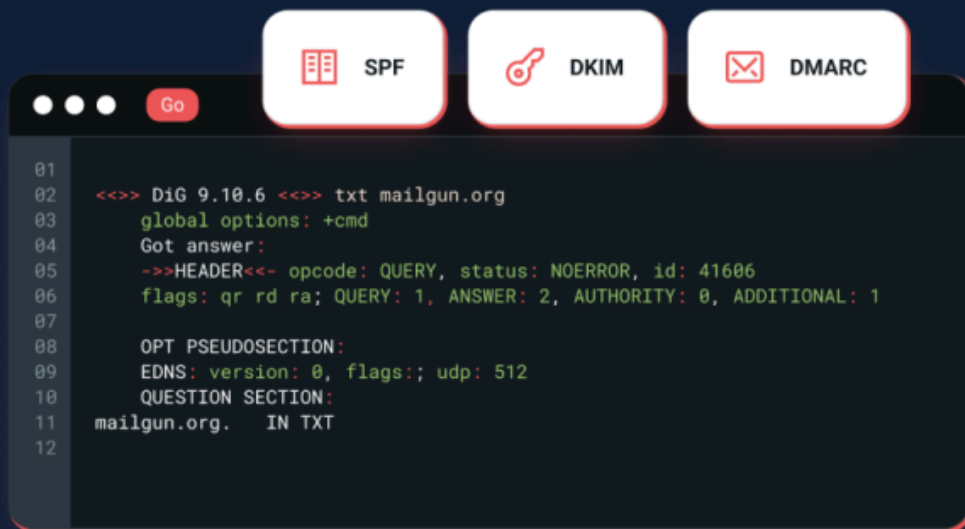 SPF DKIM DMARC
Go
01
02 <<>> DiG 9.10.6 <<>> txt mailgun.org
03 global options: +cmd
04 Got answer:
05 ->>HEADER<<- opcode: QUERY, status: NOERROR, id: 41606
06 flags: qr rd ra; QUERY: 1, ANSWER: 2, AUTHORITY: 0, ADDITIONAL: 1
07
08 OPT PSEUDOSECTION:
09 EDNS: version: 0, flags:; udp: 512
10 QUESTION SECTION:
11 mailgun.org. IN TXT
12